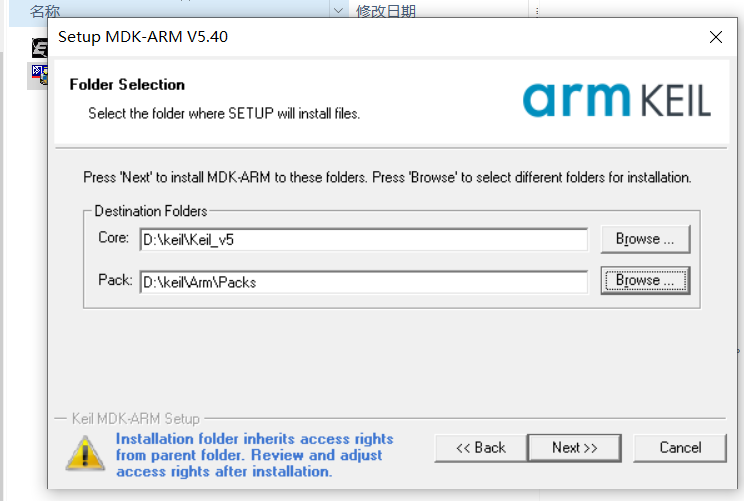 名称
修改日期
Setup MDK-ARM V5.40
Folder Selection
Select the folder where SETUP will install files.
arm KEIL
Press 'Next' to install MDK-ARM to these folders. Press 'Browse' to select different folders for installation.
Destination Folders
Core: D:\keil\Keil_v5 Browse ...
Pack: D:\keil\Arm\Packs Browse ...
Keil MDK-ARM Setup
Installation folder inherits access rights
from parent folder. Review and adjust
access rights after installation.
<< Back Next >> Cancel